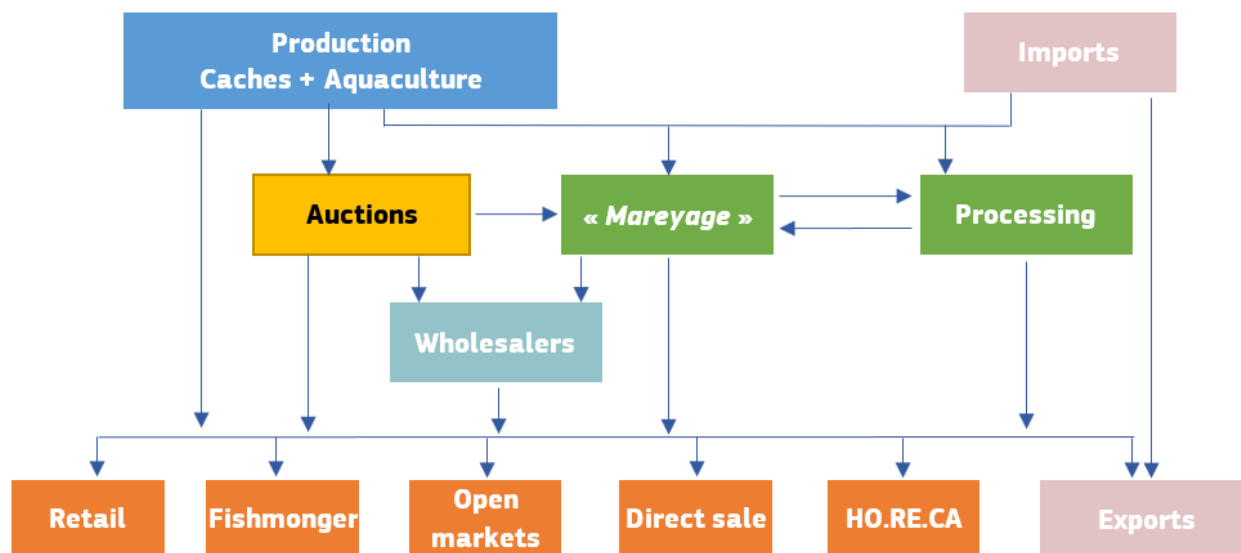 Production
Caches + Aquaculture
Imports
Auctions
« Mareyage »
Processing
Wholesalers
Retail
Fishmonger
Open
markets
Direct sale
HO.RE.CA
Exports